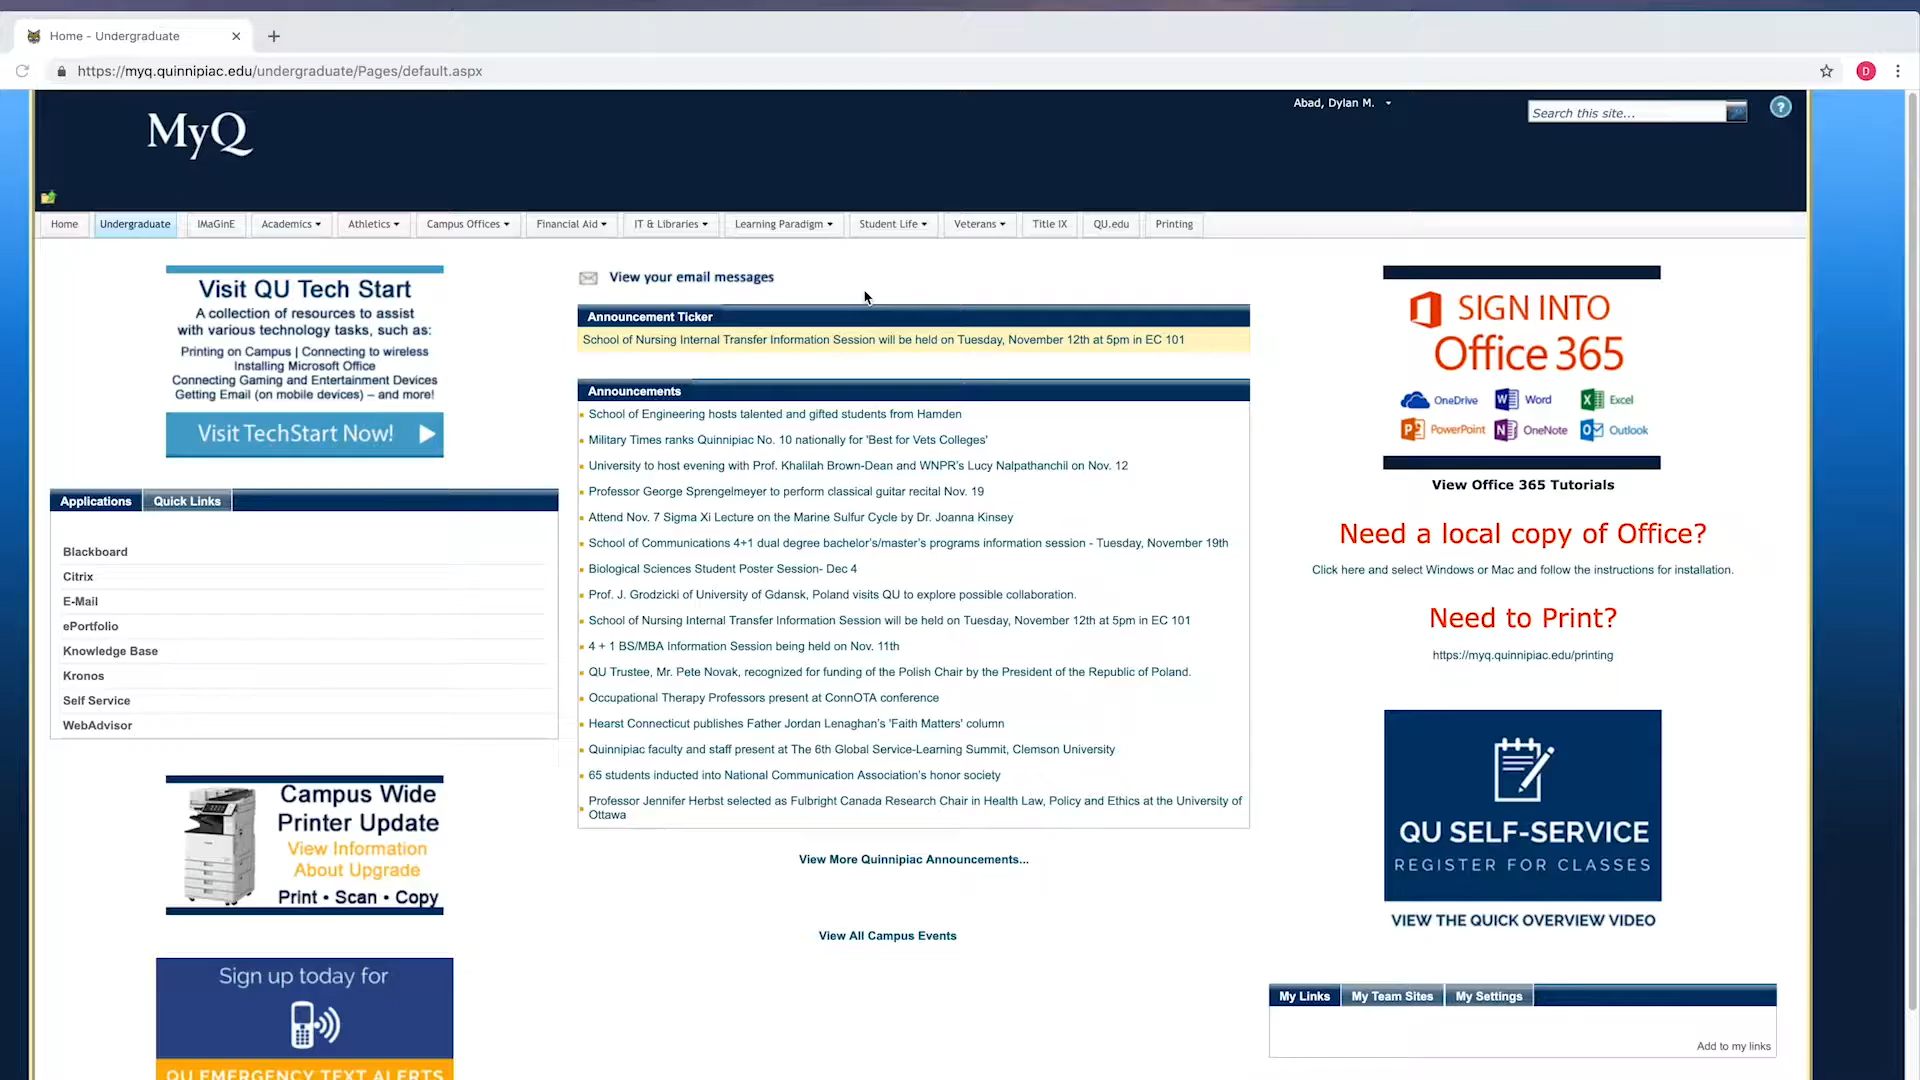 Home - Undergraduate
https://myq.quinnipiac.edu/undergraduate/Pages/default.aspx
D
MyQ
Abad, Dylan M.
Search this site...
?
Home
Undergraduate
IMaGinE
Academics
Athletics
Campus Offices
Financial Aid
IT & Libraries
Learning Paradigm
Student Life
Veterans
Title IX
QU.edu
Printing
Visit QU Tech Start
A collection of resources to assist
with various technology tasks, such as:
Printing on Campus | Connecting to wireless
Installing Microsoft Office
Connecting Gaming and Entertainment Devices
Getting Email (on mobile devices) – and more!
Visit TechStart Now!
Applications
Quick Links
Blackboard
Citrix
E-Mail
ePortfolio
Knowledge Base
Kronos
Self Service
WebAdvisor
Campus Wide
Printer Update
View Information
About Upgrade
Print • Scan • Copy
Sign up today for
QU EMERGENCY TEXT ALERTS
View your email messages
Announcement Ticker
School of Nursing Internal Transfer Information Session will be held on Tuesday, November 12th at 5pm in EC 101
Announcements
School of Engineering hosts talented and gifted students from Hamden
Military Times ranks Quinnipiac No. 10 nationally for 'Best for Vets Colleges'
University to host evening with Prof. Khalilah Brown-Dean and WNPR's Lucy Nalpathanchil on Nov. 12
Professor George Sprengelmeyer to perform classical guitar recital Nov. 19
Attend Nov. 7 Sigma Xi Lecture on the Marine Sulfur Cycle by Dr. Joanna Kinsey
School of Communications 4+1 dual degree bachelor's/master's programs information session - Tuesday, November 19th
Biological Sciences Student Poster Session- Dec 4
Prof. J. Grodzicki of University of Gdansk, Poland visits QU to explore possible collaboration.
School of Nursing Internal Transfer Information Session will be held on Tuesday, November 12th at 5pm in EC 101
4 + 1 BS/MBA Information Session being held on Nov. 11th
QU Trustee, Mr. Pete Novak, recognized for funding of the Polish Chair by the President of the Republic of Poland.
Occupational Therapy Professors present at ConnOTA conference
Hearst Connecticut publishes Father Jordan Lenaghan's 'Faith Matters' column
Quinnipiac faculty and staff present at The 6th Global Service-Learning Summit, Clemson University
65 students inducted into National Communication Association's honor society
Professor Jennifer Herbst selected as Fulbright Canada Research Chair in Health Law, Policy and Ethics at the University of
Ottawa
View More Quinnipiac Announcements...
View All Campus Events
SIGN INTO
Office 365
OneDrive
Word
Excel
PowerPoint
OneNote
Outlook
View Office 365 Tutorials
Need a local copy of Office?
Click here and select Windows or Mac and follow the instructions for installation.
Need to Print?
https://myq.quinnipiac.edu/printing
QU SELF-SERVICE
REGISTER FOR CLASSES
VIEW THE QUICK OVERVIEW VIDEO
My Links
My Team Sites
My Settings
Add to my links